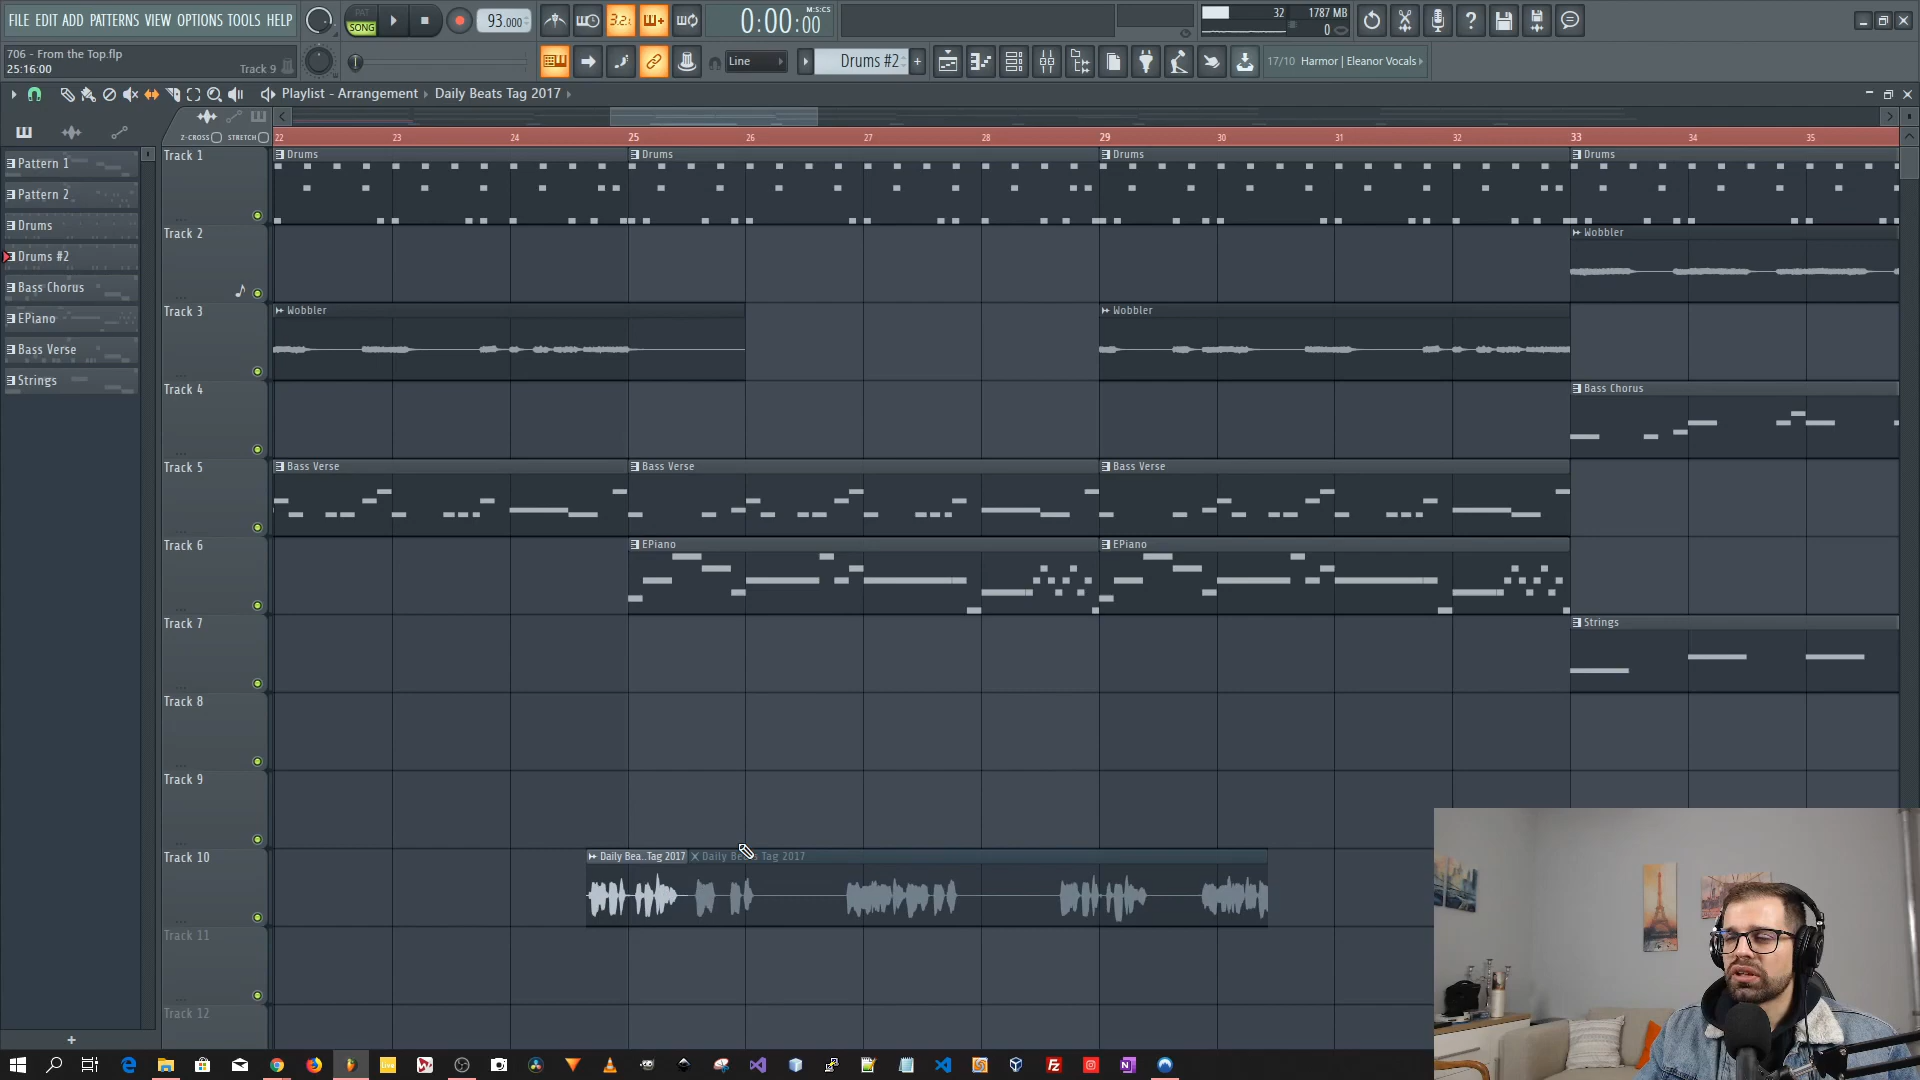 FILE EDIT ADD PATTERNS VIEW OPTIONS TOOLS HELP
PAT
SONG
93.000
3.2.
0:00:00
M:S:CS
32
1787 MB
0
706 - From the Top.flp
25:16:00
Track 9
Line
Drums #2
17/10 Harmor | Eleanor Vocals
Playlist - Arrangement
Daily Beats Tag 2017
Z-CROSS
STRETCH
22
23
24
25
26
27
28
29
30
31
32
33
34
35
Pattern 1
Pattern 2
Drums
Drums #2
Bass Chorus
EPiano
Bass Verse
Strings
Track 1
Drums
Drums
Drums
Drums
Track 2
Wobbler
Track 3
Wobbler
Wobbler
Track 4
Bass Chorus
Track 5
Bass Verse
Bass Verse
Bass Verse
Track 6
EPiano
EPiano
Track 7
Strings
Track 8
Track 9
Track 10
Daily Bea..Tag 2017
Daily Beats Tag 2017
Track 11
Track 12